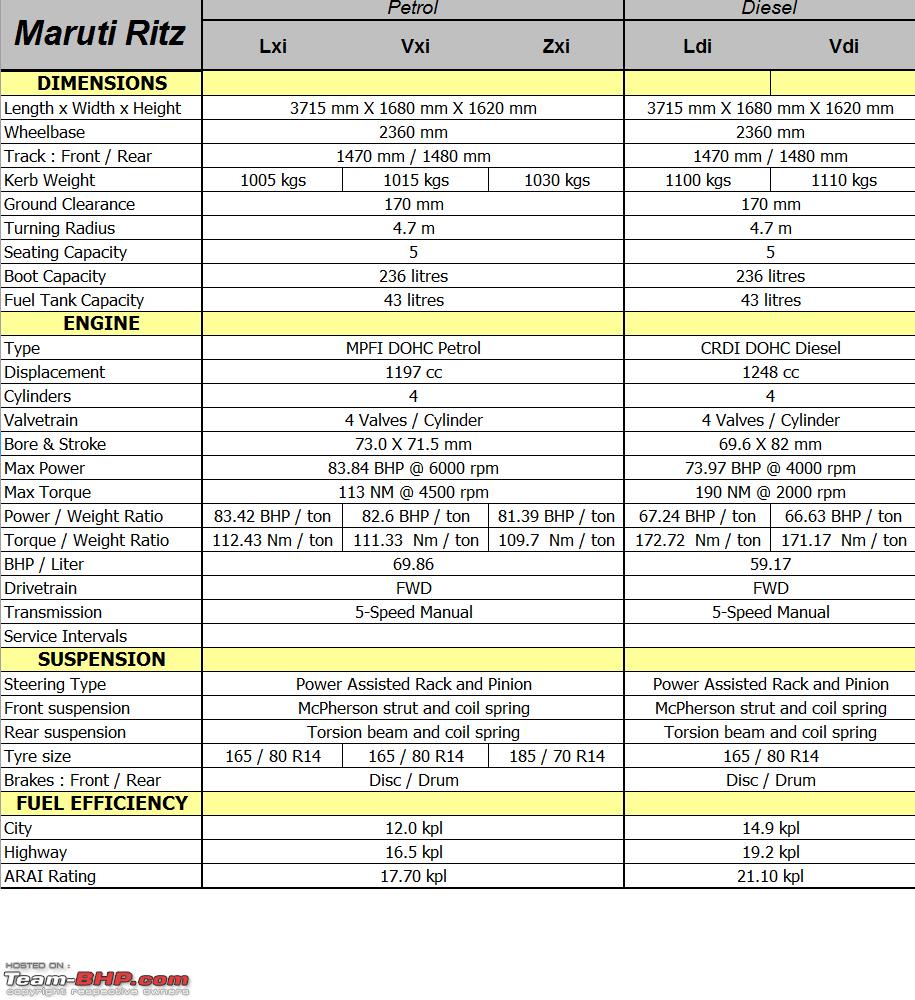 Petrol Diesel
Maruti Ritz Lxi Vxi Zxi Ldi Vdi
DIMENSIONS
Length x Width x Height 3715 mm X 1680 mm X 1620 mm 3715 mm X 1680 mm X 1620 mm
Wheelbase 2360 mm 2360 mm
Track : Front / Rear 1470 mm / 1480 mm 1470 mm / 1480 mm
Kerb Weight 1005 kgs 1015 kgs 1030 kgs 1100 kgs 1110 kgs
Ground Clearance 170 mm 170 mm
Turning Radius 4.7 m 4.7 m
Seating Capacity 5 5
Boot Capacity 236 litres 236 litres
Fuel Tank Capacity 43 litres 43 litres
ENGINE
Type MPFI DOHC Petrol CRDI DOHC Diesel
Displacement 1197 cc 1248 cc
Cylinders 4 4
Valvetrain 4 Valves / Cylinder 4 Valves / Cylinder
Bore & Stroke 73.0 X 71.5 mm 69.6 X 82 mm
Max Power 83.84 BHP @ 6000 rpm 73.97 BHP @ 4000 rpm
Max Torque 113 NM @ 4500 rpm 190 NM @ 2000 rpm
Power / Weight Ratio 83.42 BHP / ton 82.6 BHP / ton 81.39 BHP / ton 67.24 BHP / ton 66.63 BHP / ton
Torque / Weight Ratio 112.43 Nm / ton 111.33 Nm / ton 109.7 Nm / ton 172.72 Nm / ton 171.17 Nm / ton
BHP / Liter 69.86 59.17
Drivetrain FWD FWD
Transmission 5-Speed Manual 5-Speed Manual
Service Intervals
SUSPENSION
Steering Type Power Assisted Rack and Pinion Power Assisted Rack and Pinion
Front suspension McPherson strut and coil spring McPherson strut and coil spring
Rear suspension Torsion beam and coil spring Torsion beam and coil spring
Tyre size 165 / 80 R14 165 / 80 R14 185 / 70 R14 165 / 80 R14
Brakes : Front / Rear Disc / Drum Disc / Drum
FUEL EFFICIENCY
City 12.0 kpl 14.9 kpl
Highway 16.5 kpl 19.2 kpl
ARAI Rating 17.70 kpl 21.10 kpl
HOSTED ON :
Team-BHP.com
copyright respective owners